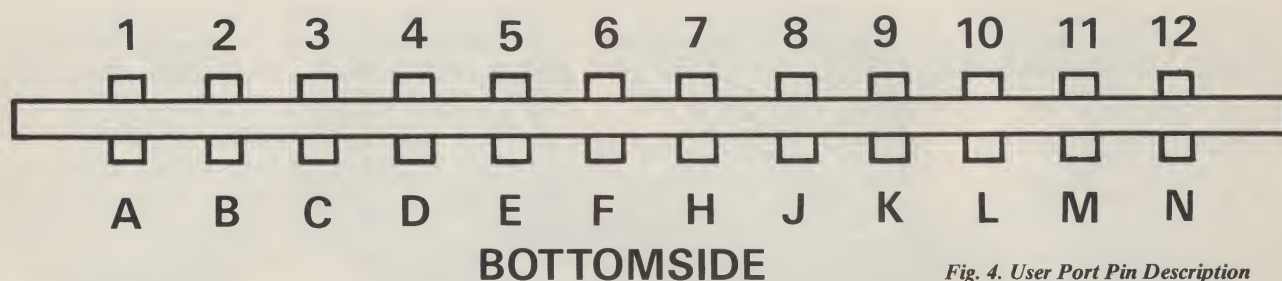 1 2 3 4 5 6 7 8 9 10 11 12
A B C D E F H J K L M N
BOTTOMSIDE
Fig. 4. User Port Pin Description